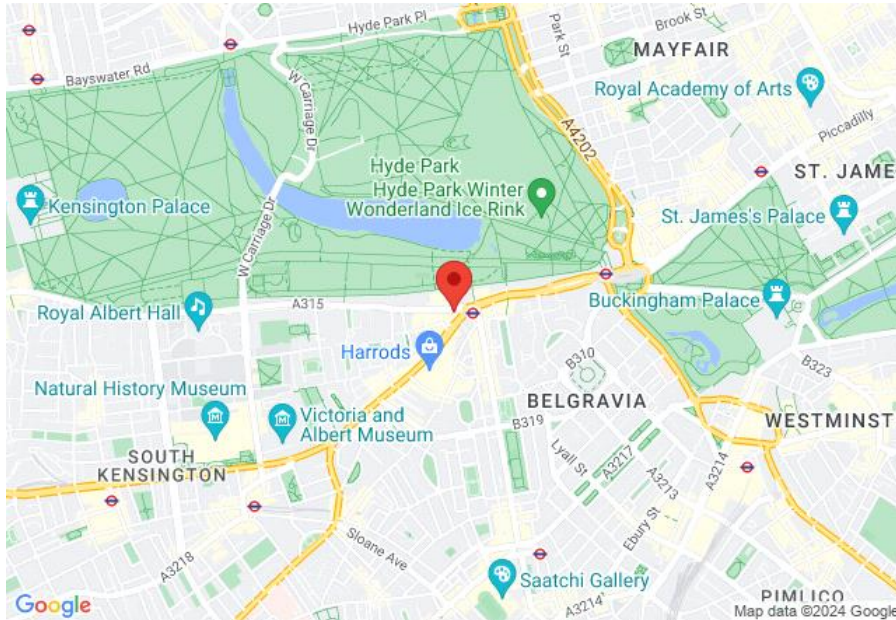 Hyde Park Pl
Bayswater Rd
W Carriage Dr
Park St
Brook St
MAYFAIR
Royal Academy of Arts
A4202
Piccadilly
Hyde Park
Hyde Park Winter
Wonderland Ice Rink
ST. JAME
Kensington Palace
St. James's Palace
W Carriage Dr
A315
Royal Albert Hall
Buckingham Palace
Harrods
B310
B323
Natural History Museum
BELGRAVIA
Victoria and
Albert Museum
B319
WESTMINST
SOUTH
KENSINGTON
Lyall St
A3217
A3213
A3214
Ebury St
Sloane Ave
A3218
Saatchi Gallery
A3214
PIMLICO
Google
Map data ©2024 Google